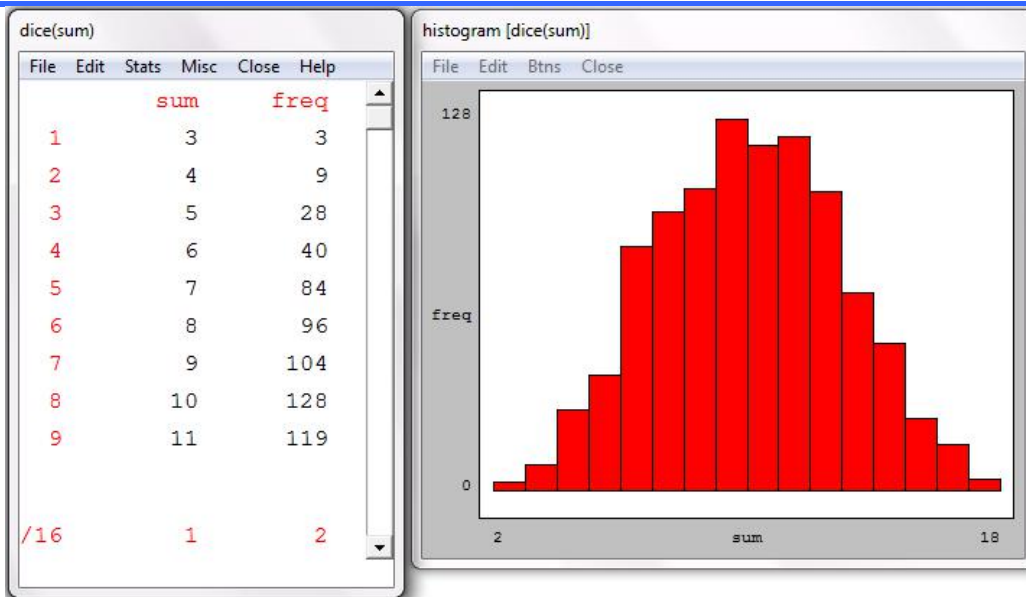 dice(sum)
File Edit Stats Misc Close Help
sum freq
1 3 3
2 4 9
3 5 28
4 6 40
5 7 84
6 8 96
7 9 104
8 10 128
9 11 119
/16 1 2
histogram [dice(sum)]
File Edit Btns Close
128
freq
0
2 sum 18